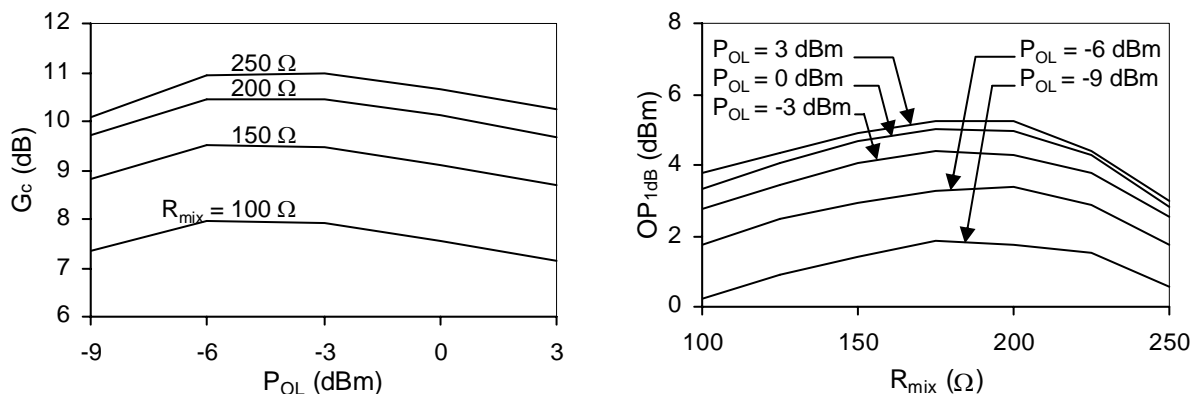 12
11
10
9
8
7
6
Gc (dB)
250 Ω
200 Ω
150 Ω
Rmix = 100 Ω
-9 -6 -3 0 3
POL (dBm)
8
6
4
2
0
OP1dB (dBm)
POL = 3 dBm
POL = 0 dBm
POL = -3 dBm
POL = -6 dBm
POL = -9 dBm
100 150 200 250
Rmix (Ω)